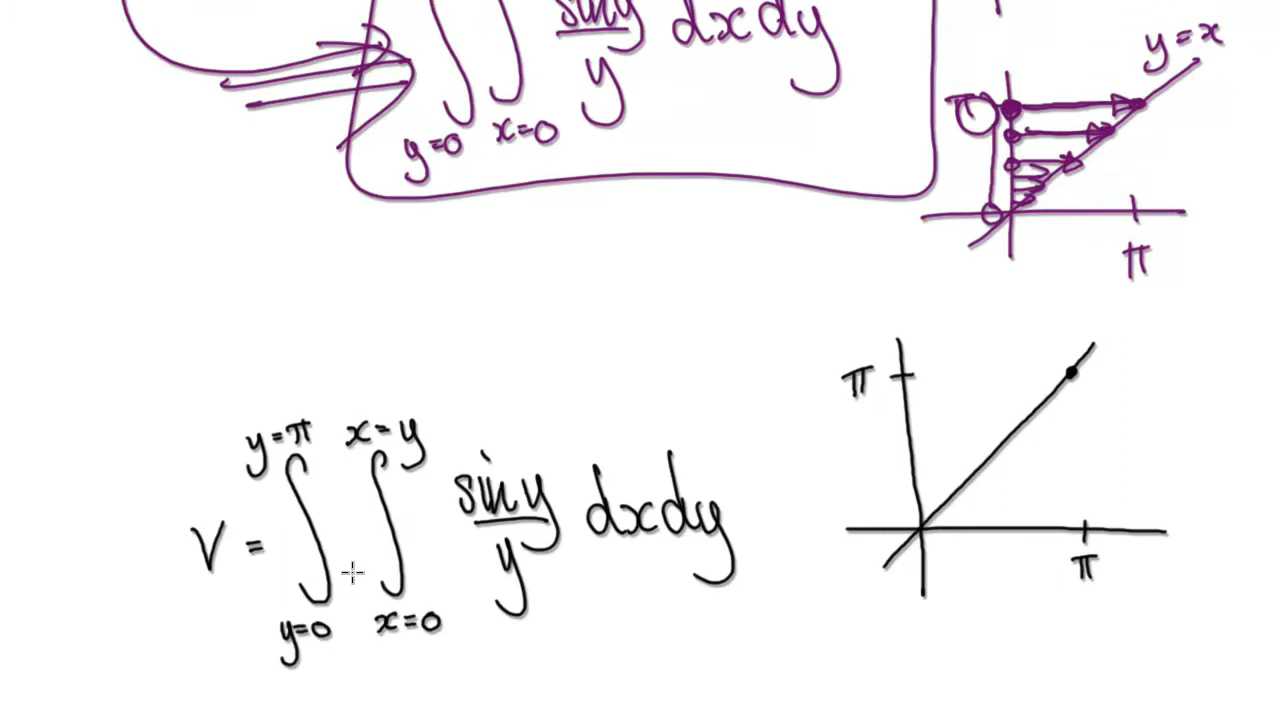 ∫ ∫ sin y / y dx dy
y=0 x=0
y=x
π
π
y=π x=y
V = ∫ ∫ sin y / y dx dy
y=0 x=0
π
π